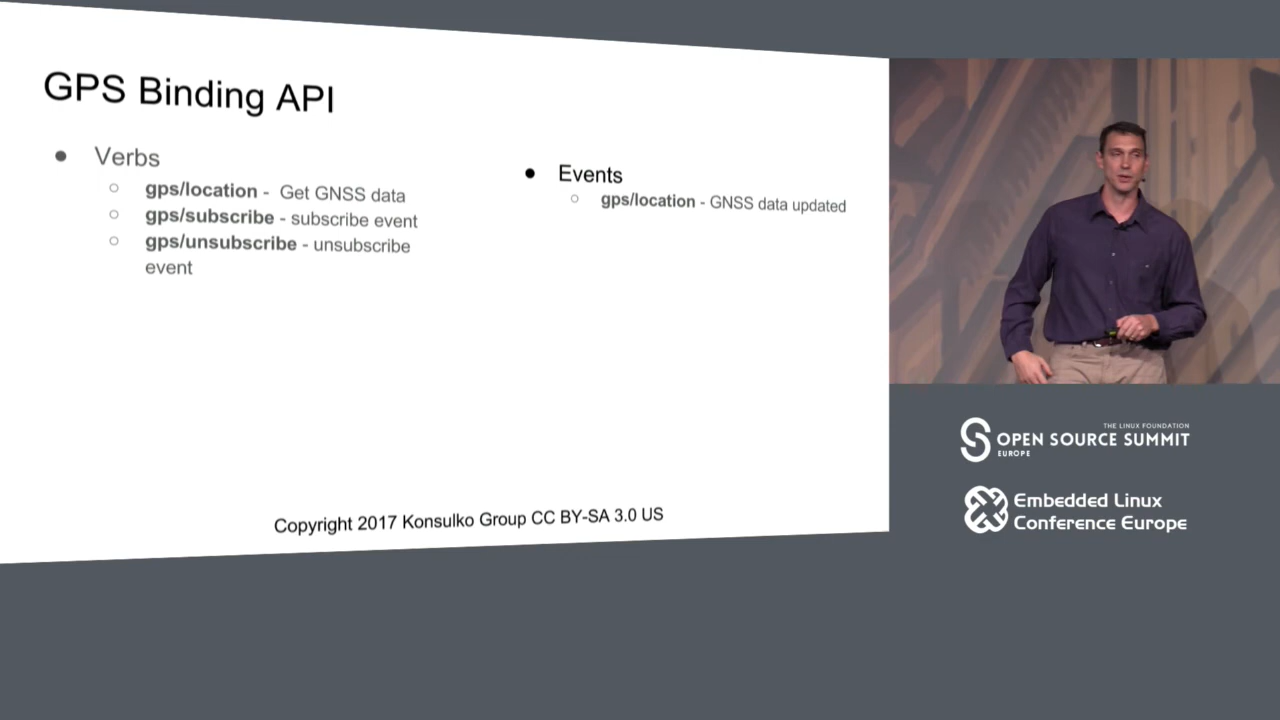 GPS Binding API
● Verbs
○ gps/location - Get GNSS data
○ gps/subscribe - subscribe event
○ gps/unsubscribe - unsubscribe
event
● Events
○ gps/location - GNSS data updated
Copyright 2017 Konsulko Group CC BY-SA 3.0 US
THE LINUX FOUNDATION
OPEN SOURCE SUMMIT
EUROPE
Embedded Linux
Conference Europe